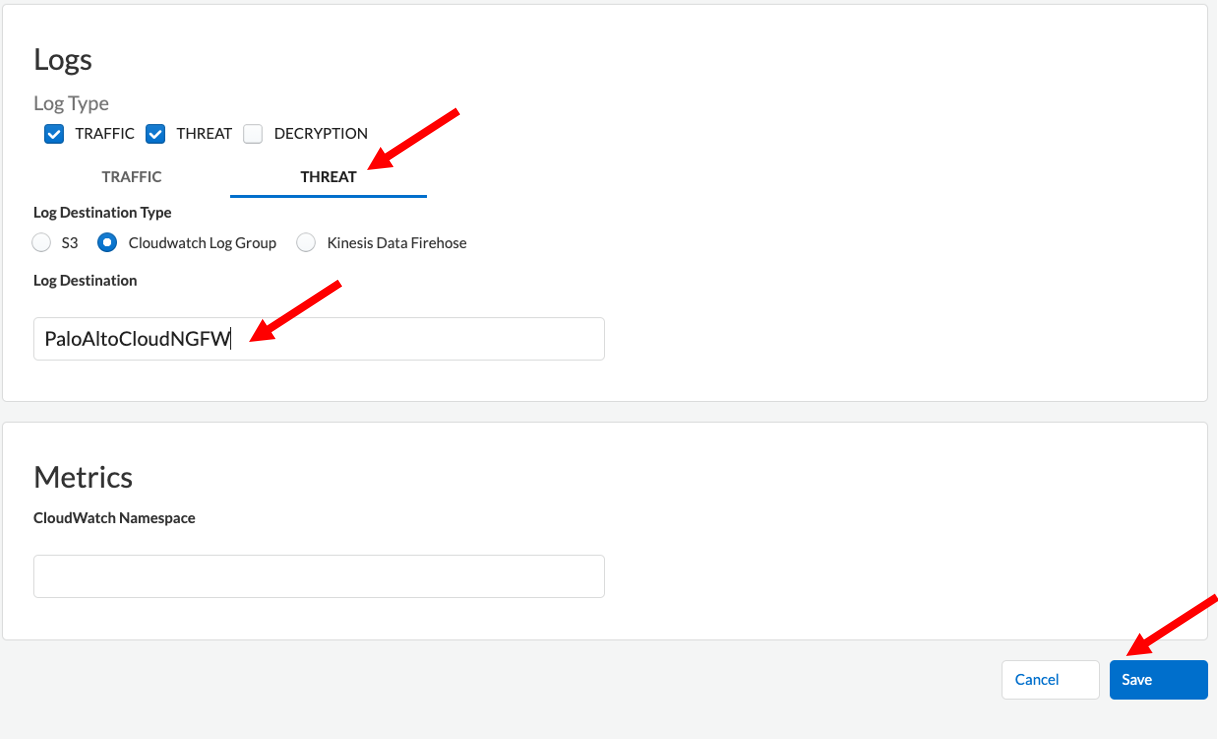 Logs
Log Type
TRAFFIC THREAT DECRYPTION
TRAFFIC THREAT
Log Destination Type
S3 Cloudwatch Log Group Kinesis Data Firehose
Log Destination
PaloAltoCloudNGFW
Metrics
CloudWatch Namespace
Cancel Save